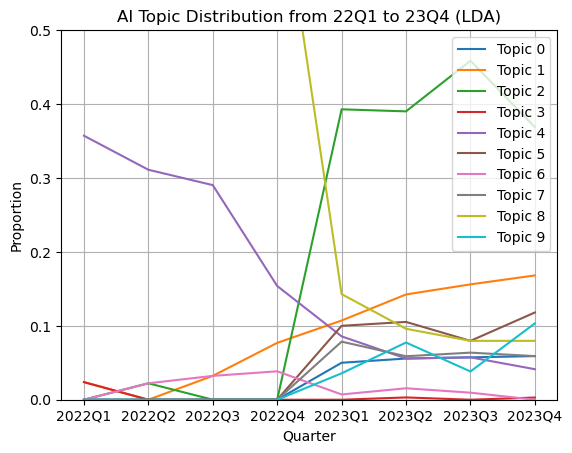 AI Topic Distribution from 22Q1 to 23Q4 (LDA)
0.5
0.4
0.3
0.2
0.1
0.0
Proportion
Topic 0
Topic 1
Topic 2
Topic 3
Topic 4
Topic 5
Topic 6
Topic 7
Topic 8
Topic 9
2022Q1 2022Q2 2022Q3 2022Q4 2023Q1 2023Q2 2023Q3 2023Q4
Quarter